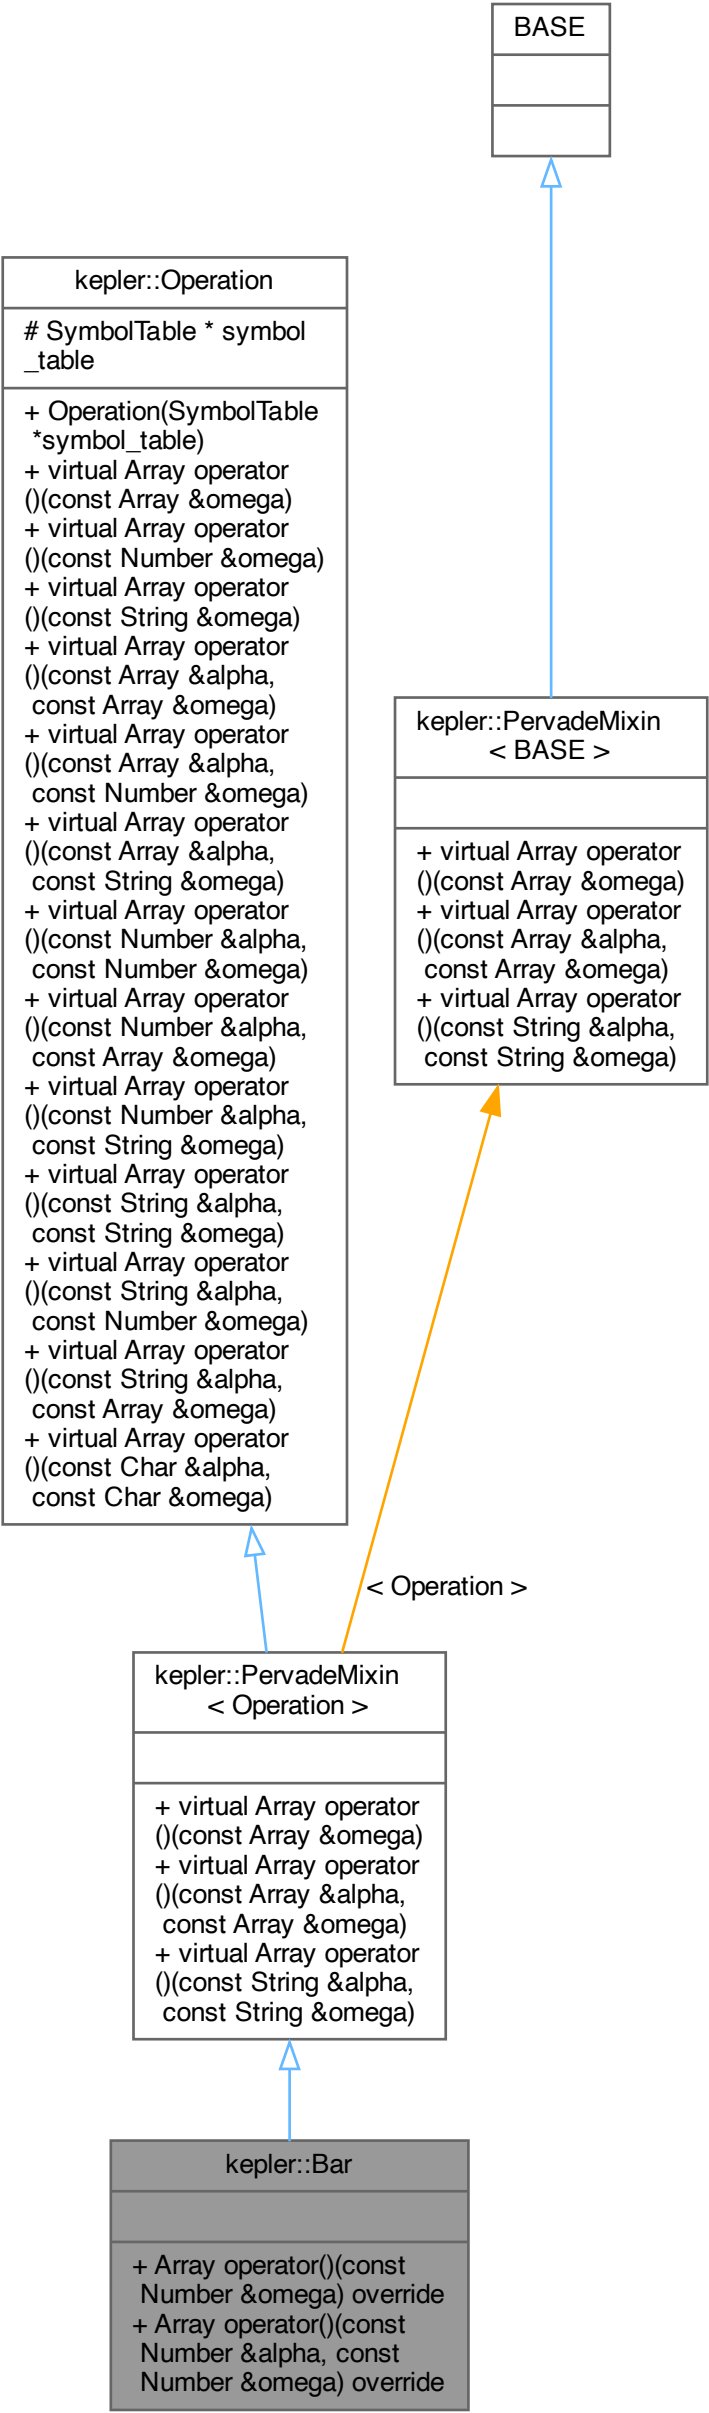 BASE
kepler::Operation
# SymbolTable * symbol
_table
+ Operation(SymbolTable
*symbol_table)
+ virtual Array operator
()(const Array &omega)
+ virtual Array operator
()(const Number &omega)
+ virtual Array operator
()(const String &omega)
+ virtual Array operator
()(const Array &alpha,
const Array &omega)
+ virtual Array operator
()(const Array &alpha,
const Number &omega)
+ virtual Array operator
()(const Array &alpha,
const String &omega)
+ virtual Array operator
()(const Number &alpha,
const Number &omega)
+ virtual Array operator
()(const Number &alpha,
const Array &omega)
+ virtual Array operator
()(const Number &alpha,
const String &omega)
+ virtual Array operator
()(const String &alpha,
const String &omega)
+ virtual Array operator
()(const String &alpha,
const Number &omega)
+ virtual Array operator
()(const String &alpha,
const Array &omega)
+ virtual Array operator
()(const Char &alpha,
const Char &omega)
kepler::PervadeMixin
< BASE >
+ virtual Array operator
()(const Array &omega)
+ virtual Array operator
()(const Array &alpha,
const Array &omega)
+ virtual Array operator
()(const String &alpha,
const String &omega)
< Operation >
kepler::PervadeMixin
< Operation >
+ virtual Array operator
()(const Array &omega)
+ virtual Array operator
()(const Array &alpha,
const Array &omega)
+ virtual Array operator
()(const String &alpha,
const String &omega)
kepler::Bar
+ Array operator()(const
Number &omega) override
+ Array operator()(const
Number &alpha, const
Number &omega) override